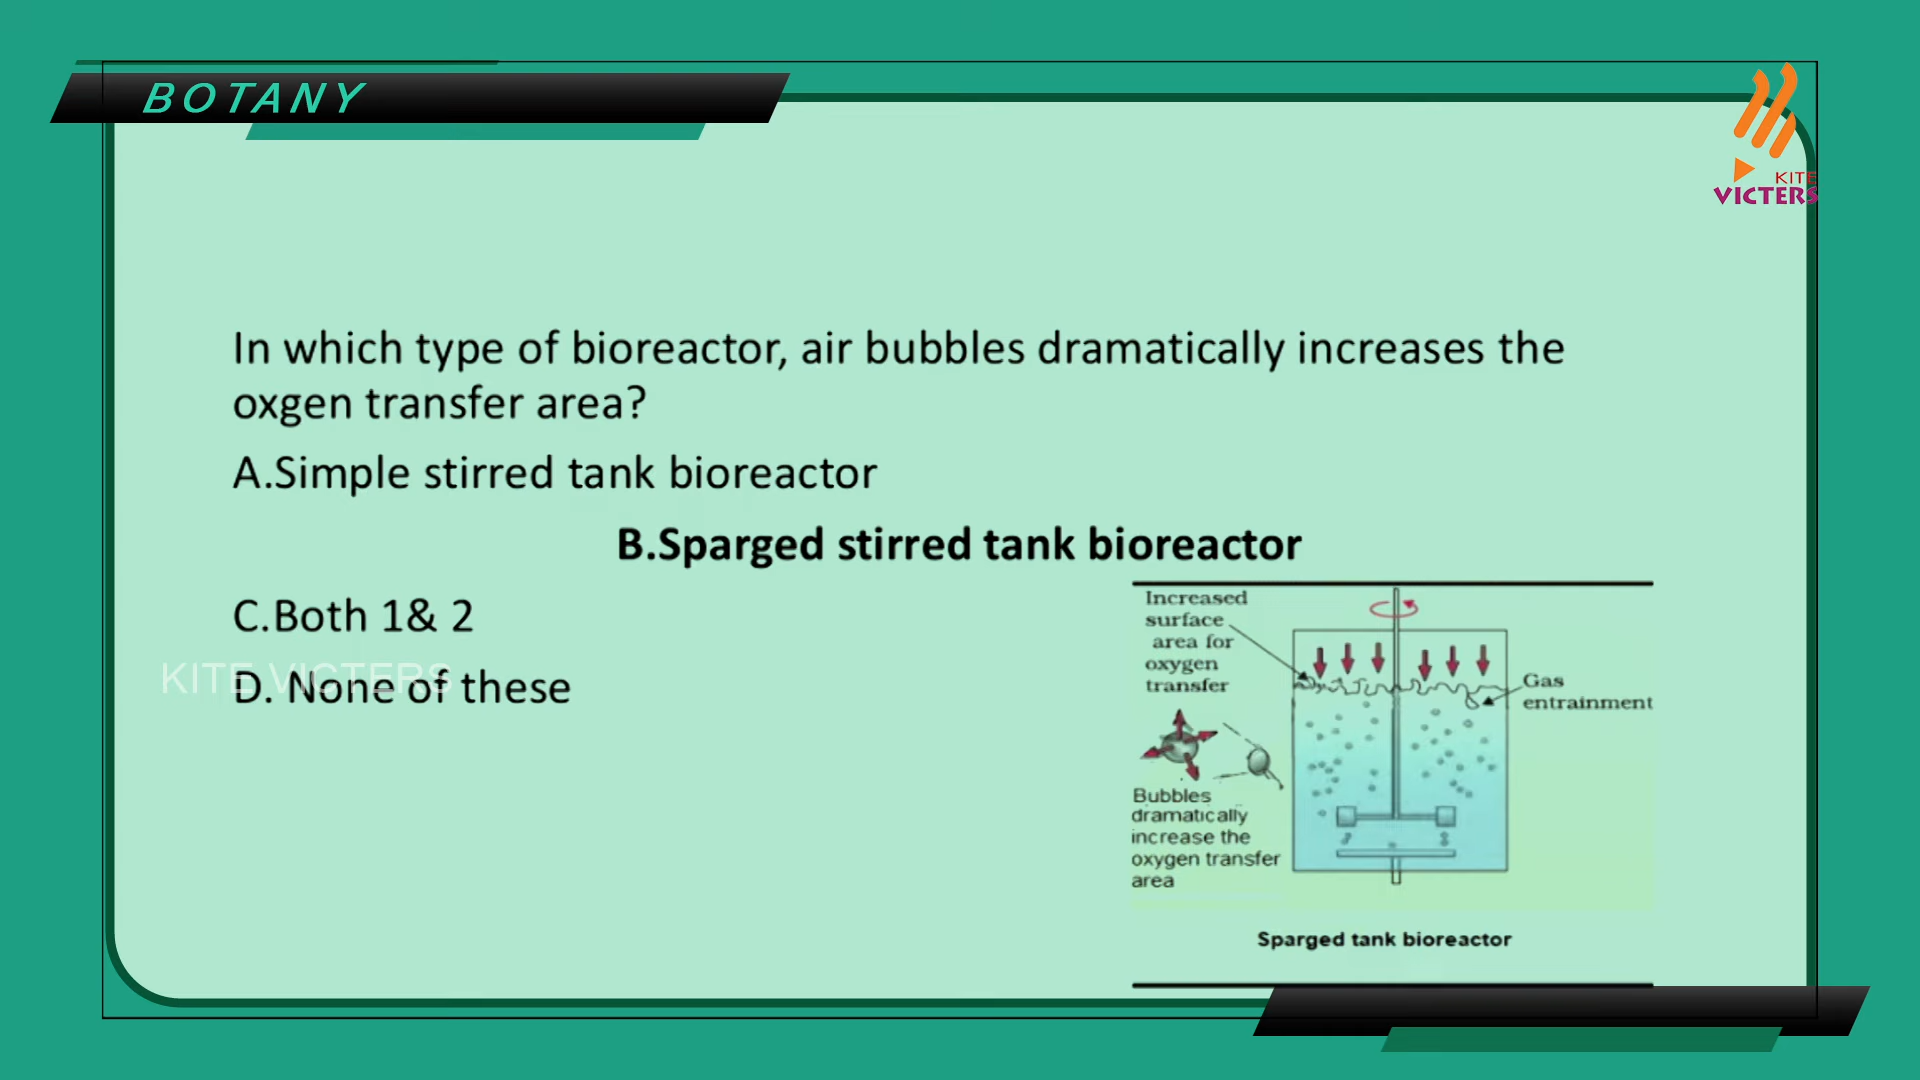 BOTANY
KITE
VICTERS
In which type of bioreactor, air bubbles dramatically increases the
oxgen transfer area?
A.Simple stirred tank bioreactor
B.Sparged stirred tank bioreactor
C.Both 1& 2
KITE VICTERS
D. None of these
Increased
surface
area for
oxygen
transfer
Gas
entrainment
Bubbles
dramatically
increase the
oxygen transfer
area
Sparged tank bioreactor